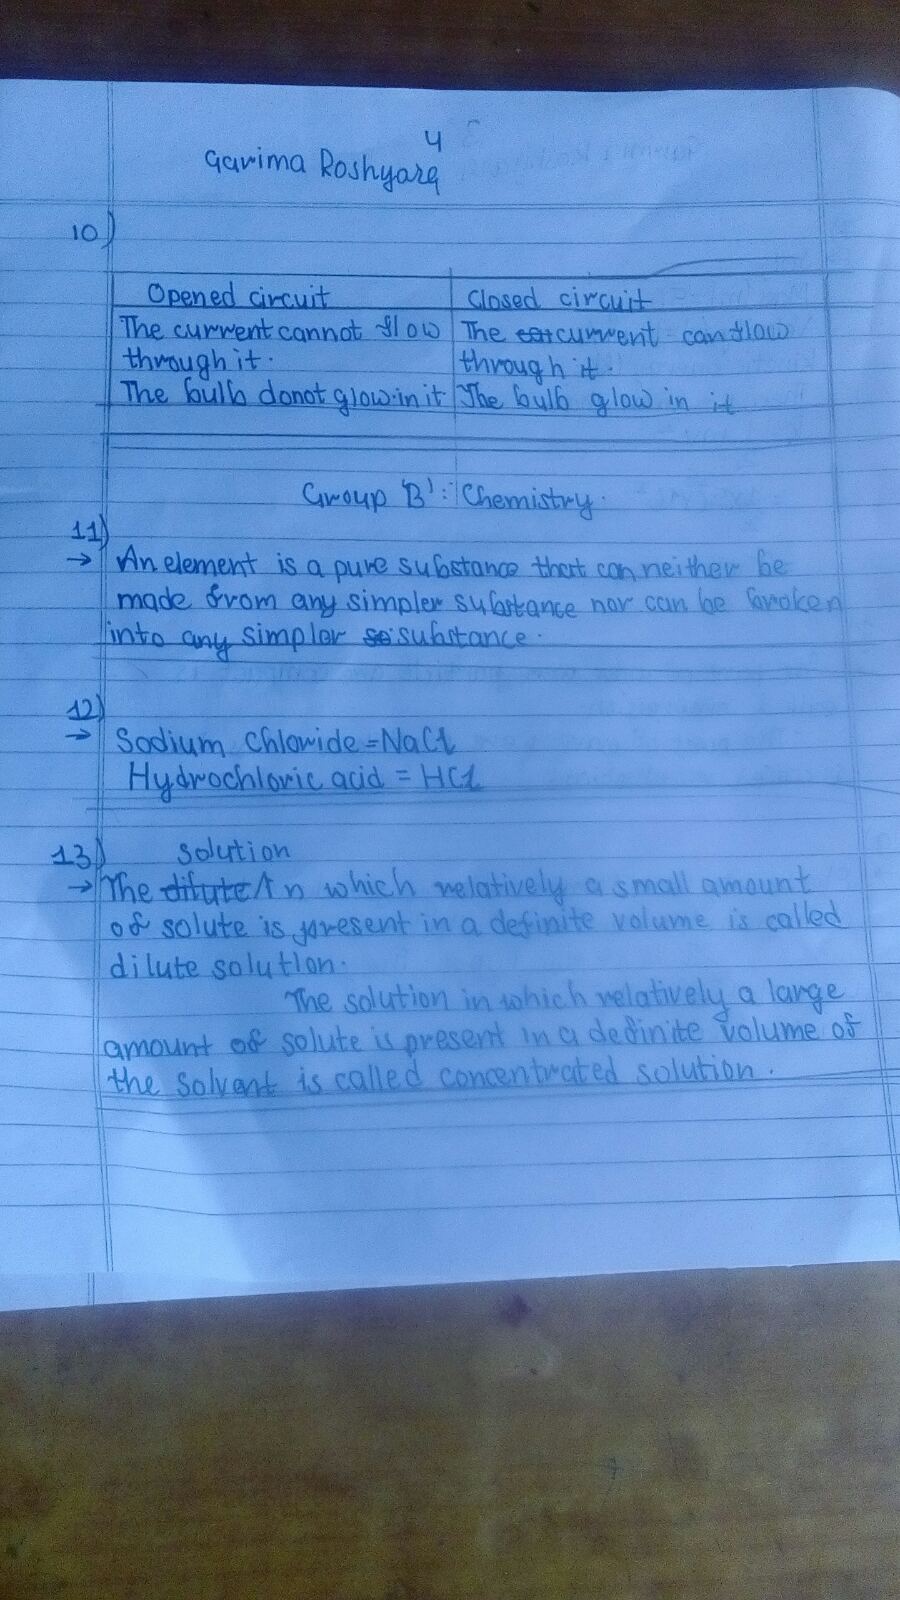 4
Garima Roshyara
10)
Opened circuit | Closed circuit
The current cannot flow | The current can flow
through it. | through it.
The bulb donot glow in it | The bulb glow in it
Group 'B' : Chemistry.
11)
→ An element is a pure substance that can neither be
made from any simpler substance nor can be broken
into any simpler substance.
12)
→ Sodium Chloride = NaCl
Hydrochloric acid = HCl
13) solution
→ The dilute ∧ in which relatively a small amount
of solute is present in a definite volume is called
dilute solution.
The solution in which relatively a large
amount of solute is present in a definite volume of
the solvent is called concentrated solution.